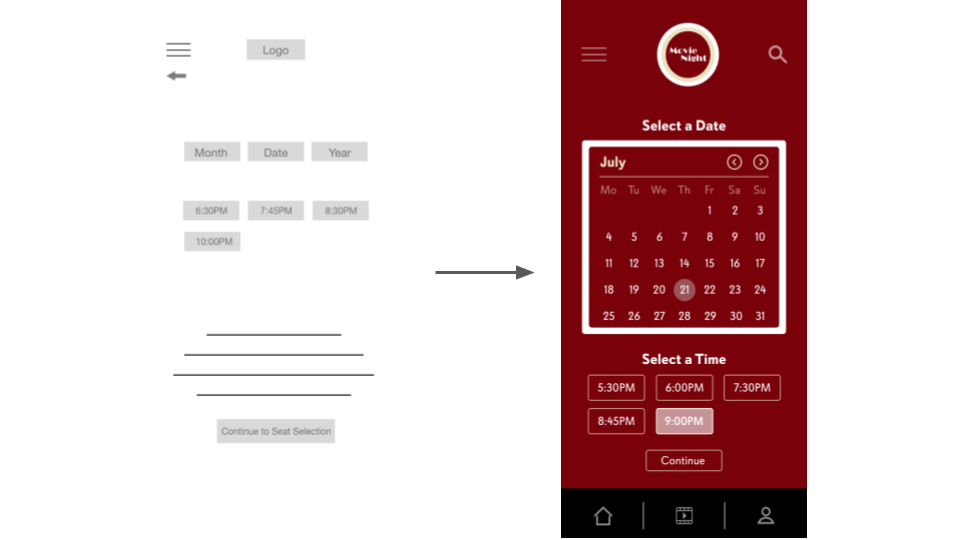 Logo
Month Date Year
6:30PM 7:45PM 8:30PM
10:00PM
Continue to Seat Selection
Movie
Night
Select a Date
July
Mo Tu We Th Fr Sa Su
1 2 3
4 5 6 7 8 9 10
11 12 13 14 15 16 17
18 19 20 21 22 23 24
25 26 27 28 29 30 31
Select a Time
5:30PM 6:00PM 7:30PM
8:45PM 9:00PM
Continue